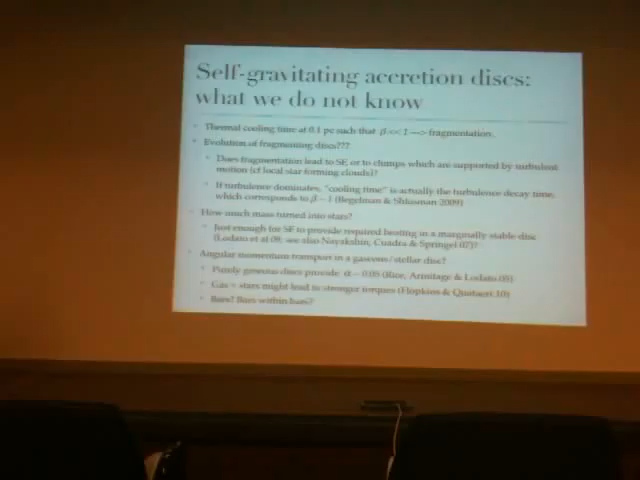 Self-gravitating accretion discs:
what we do not know
Thermal cooling time at 0.1 pc such that β << 1 —> fragmentation.
Evolution of fragmenting discs???
Does fragmentation lead to SF or to clumps which are supported by turbulent
motion (cf local star forming clouds)?
If turbulence dominates, "cooling time" is actually the turbulence decay time,
which corresponds to β ~ 1 (Begelman & Shlosman 2009)
How much mass turned into stars?
Just enough for SF to provide required heating in a marginally stable disc
(Lodato et al 09, see also Nayakshin, Cuadra & Springel 07)?
Angular momentum transport in a gaseous/stellar disc?
Purely gaseous discs provide α ~ 0.05 (Rice, Armitage & Lodato 05)
Gas + stars might lead to stronger torques (Hopkins & Quataert 10)
Bars? Bars within bars?